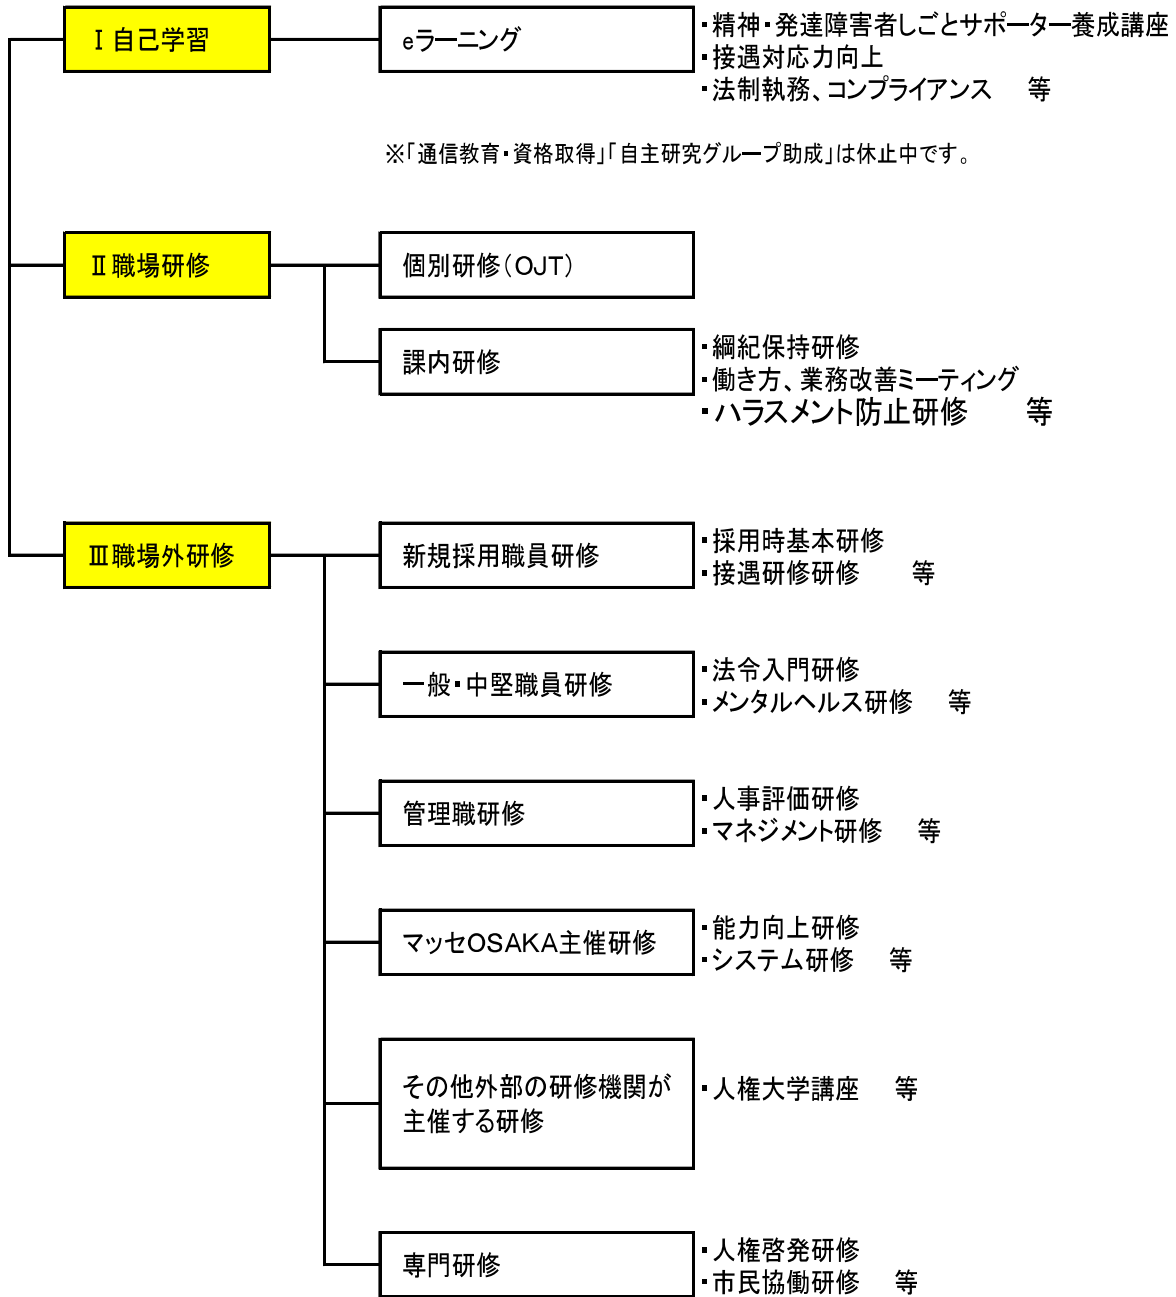 Ⅰ自己学習
eラーニング
・精神・発達障害者しごとサポーター養成講座
・接遇対応力向上
・法制執務、コンプライアンス　等
※「通信教育・資格取得」「自主研究グループ助成」は休止中です。
Ⅱ職場研修
個別研修（OJT）
課内研修
・綱紀保持研修
・働き方、業務改善ミーティング
・ハラスメント防止研修　　等
Ⅲ職場外研修
新規採用職員研修
・採用時基本研修
・接遇研修研修　　等
一般・中堅職員研修
・法令入門研修
・メンタルヘルス研修　等
管理職研修
・人事評価研修
・マネジメント研修　等
マッセOSAKA主催研修
・能力向上研修
・システム研修　等
その他外部の研修機関が
主催する研修
・人権大学講座　等
専門研修
・人権啓発研修
・市民協働研修　等